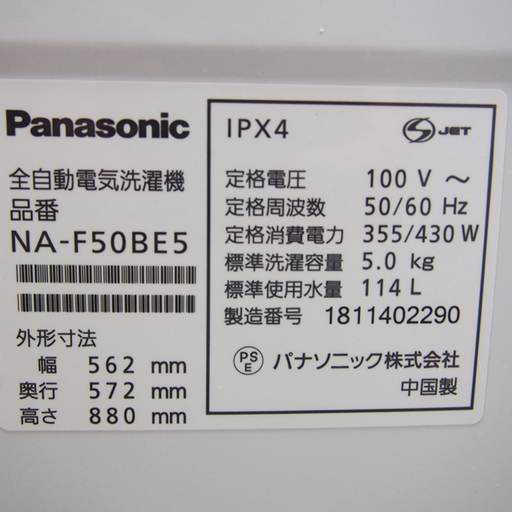 Panasonic
全自動電気洗濯機
品番
NA-F50BE5
外形寸法
幅 562 mm
奥行 572 mm
高さ 880 mm
IPX4
S JET
定格電圧 100 V ～
定格周波数 50/60 Hz
定格消費電力 355/430 W
標準洗濯容量 5.0 kg
標準使用水量 114 L
製造番号 1811402290
PS E パナソニック株式会社
中国製